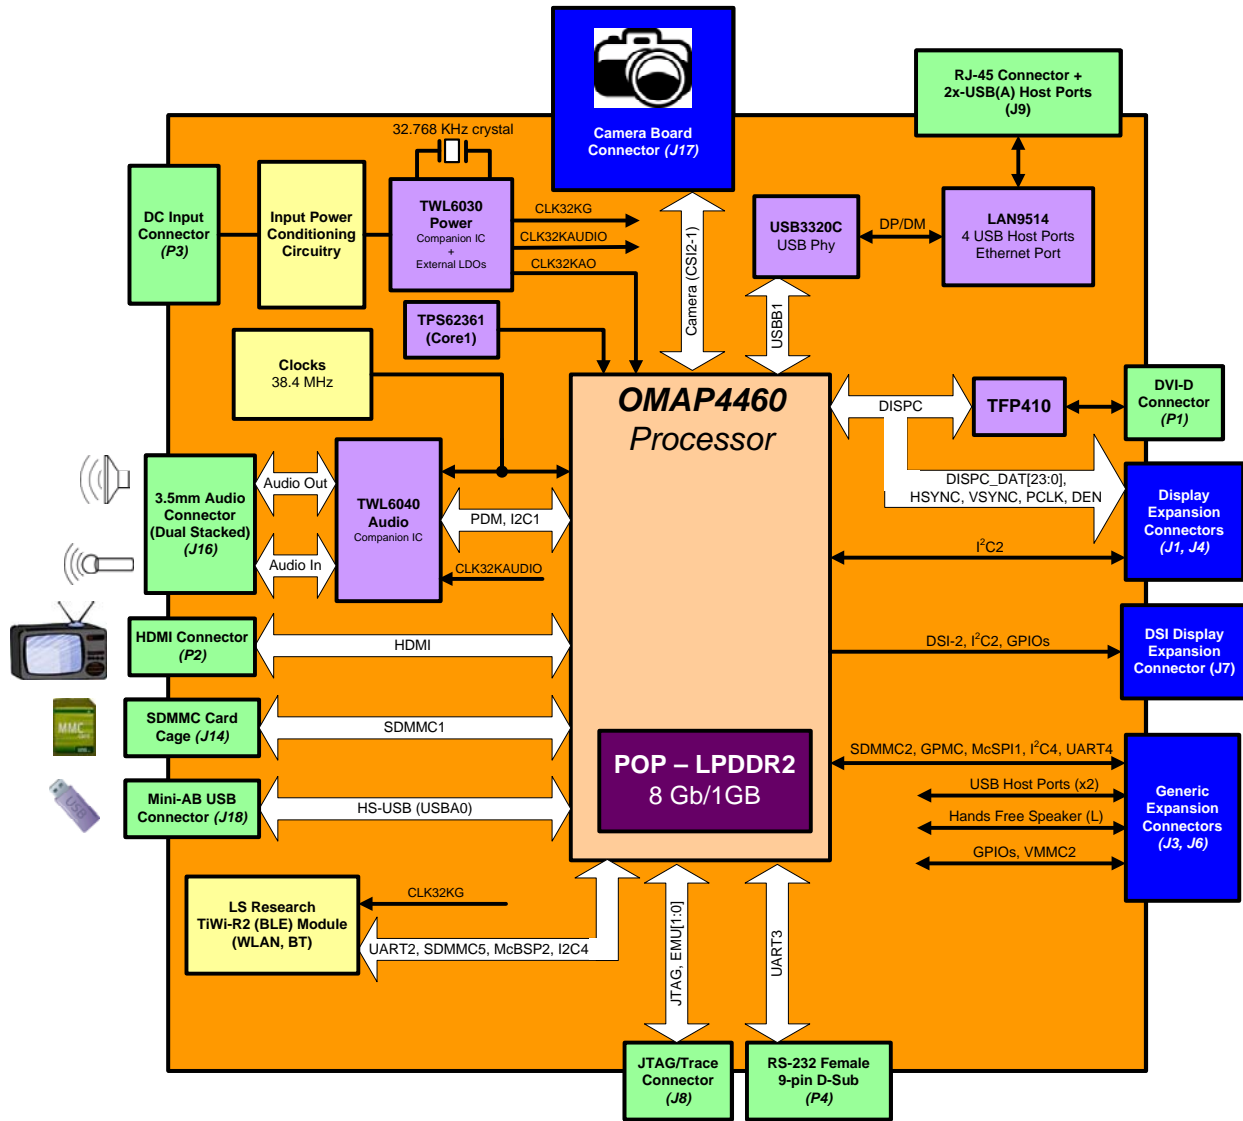 Camera Board
Connector (J17)
RJ-45 Connector +
2x-USB(A) Host Ports
(J9)
32.768 KHz crystal
DC Input
Connector
(P3)
Input Power
Conditioning
Circuitry
TWL6030
Power
Companion IC
+
External LDOs
CLK32KG
CLK32KAUDIO
CLK32KAO
Camera (CSI2-1)
USB3320C
USB Phy
DP/DM
LAN9514
4 USB Host Ports
Ethernet Port
USBB1
TPS62361
(Core1)
Clocks
38.4 MHz
OMAP4460
Processor
DISPC
TFP410
DVI-D
Connector
(P1)
3.5mm Audio
Connector
(Dual Stacked)
(J16)
Audio Out
Audio In
TWL6040
Audio
Companion IC
PDM, I2C1
CLK32KAUDIO
DISPC_DAT[23:0],
HSYNC, VSYNC, PCLK, DEN
Display
Expansion
Connectors
(J1, J4)
I²C2
HDMI Connector
(P2)
HDMI
DSI-2, I²C2, GPIOs
DSI Display
Expansion
Connector (J7)
MMC
SDMMC Card
Cage (J14)
SDMMC1
POP – LPDDR2
8 Gb/1GB
SDMMC2, GPMC, McSPI1, I²C4, UART4
USB Host Ports (x2)
Hands Free Speaker (L)
GPIOs, VMMC2
Generic
Expansion
Connectors
(J3, J6)
USB
Mini-AB USB
Connector (J18)
HS-USB (USBA0)
LS Research
TiWi-R2 (BLE) Module
(WLAN, BT)
CLK32KG
UART2, SDMMC5, McBSP2, I2C4
JTAG, EMU[1:0]
UART3
JTAG/Trace
Connector
(J8)
RS-232 Female
9-pin D-Sub
(P4)